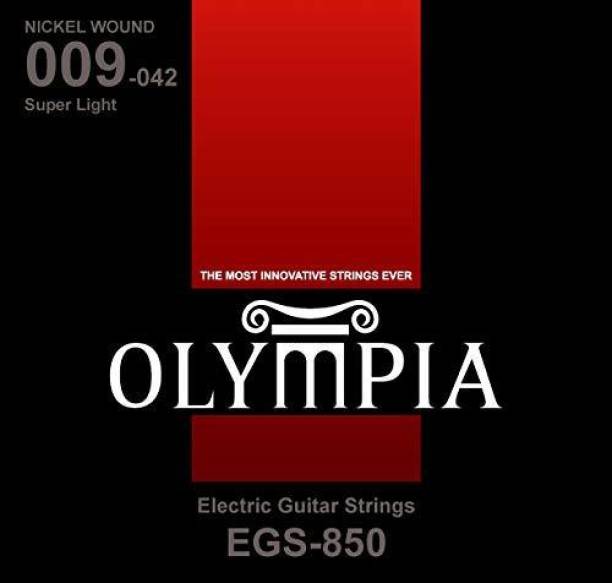 NICKEL WOUND
009-042
Super Light
THE MOST INNOVATIVE STRINGS EVER
OLYMPIA
Electric Guitar Strings
EGS-850